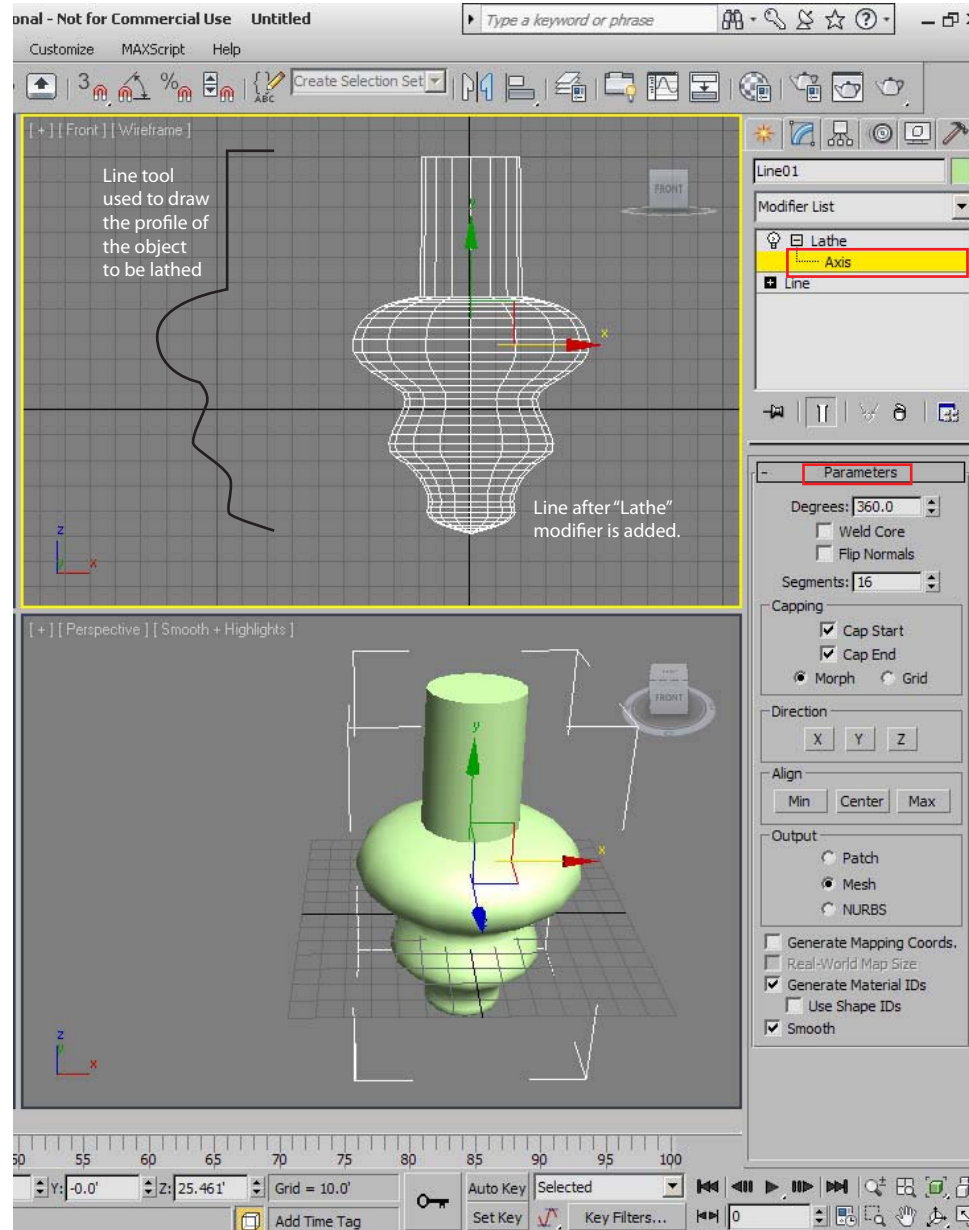 onal - Not for Commercial Use Untitled
Type a keyword or phrase
Customize MAXScript Help
3
%
ABC
Create Selection Set
[ + ] [ Front ] [ Wireframe ]
Line tool
used to draw
the profile of
the object
to be lathed
FRONT
y
x
Line after “Lathe”
modifier is added.
z
y x
Line01
Modifier List
Lathe
Axis
Line
Parameters
Degrees: 360.0
Weld Core
Flip Normals
Segments: 16
Capping
Cap Start
Cap End
Morph Grid
Direction
X Y Z
Align
Min Center Max
Output
Patch
Mesh
NURBS
Generate Mapping Coords.
Real-World Map Size
Generate Material IDs
Use Shape IDs
Smooth
[ + ] [ Perspective ] [ Smooth + Highlights ]
FRONT
y
x
z
y
x
50 55 60 65 70 75 80 85 90 95 100
Y: -0.0' Z: 25.461' Grid = 10.0'
Auto Key Selected
Add Time Tag
Set Key Key Filters... 0